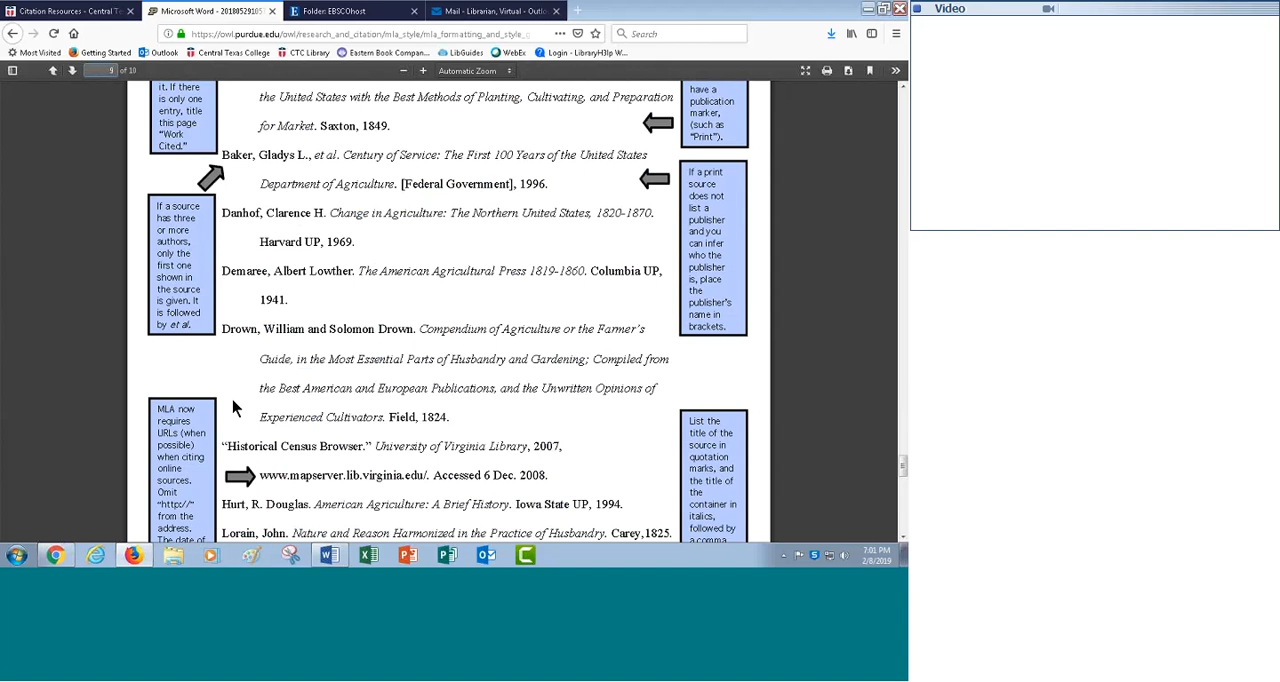 Citation Resources - Central Te
Microsoft Word - 20180529105
Folder: EBSCOhost
Mail - Librarian, Virtual - Outlo
Video
https://owl.purdue.edu/owl/research_and_citation/mla_style/mla_formatting_and_style_g
Search
Most Visited
Getting Started
Outlook
Central Texas College
CTC Library
Eastern Book Compan...
LibGuides
WebEx
Login - LibraryH3lp W...
9 of 10
Automatic Zoom
it. If there
is only one
entry, title
this page
“Work
Cited.”
the United States with the Best Methods of Planting, Cultivating, and Preparation
for Market. Saxton, 1849.
have a
publication
marker,
(such as
“Print”).
Baker, Gladys L., et al. Century of Service: The First 100 Years of the United States
Department of Agriculture. [Federal Government], 1996.
If a source
has three
or more
authors,
only the
first one
shown in
the source
is given. It
is followed
by et al.
If a print
source
does not
list a
publisher
and you
can infer
who the
publisher
is, place
the
publisher’s
name in
brackets.
Danhof, Clarence H. Change in Agriculture: The Northern United States, 1820-1870.
Harvard UP, 1969.
Demaree, Albert Lowther. The American Agricultural Press 1819-1860. Columbia UP,
1941.
Drown, William and Solomon Drown. Compendium of Agriculture or the Farmer’s
Guide, in the Most Essential Parts of Husbandry and Gardening; Compiled from
the Best American and European Publications, and the Unwritten Opinions of
Experienced Cultivators. Field, 1824.
MLA now
requires
URLs (when
possible)
when citing
online
sources.
Omit
“http://”
from the
address.
The date of
“Historical Census Browser.” University of Virginia Library, 2007,
www.mapserver.lib.virginia.edu/. Accessed 6 Dec. 2008.
List the
title of the
source in
quotation
marks, and
the title of
the
container in
italics,
followed by
a comma
Hurt, R. Douglas. American Agriculture: A Brief History. Iowa State UP, 1994.
Lorain, John. Nature and Reason Harmonized in the Practice of Husbandry. Carey,1825.
7:01 PM
2/8/2019